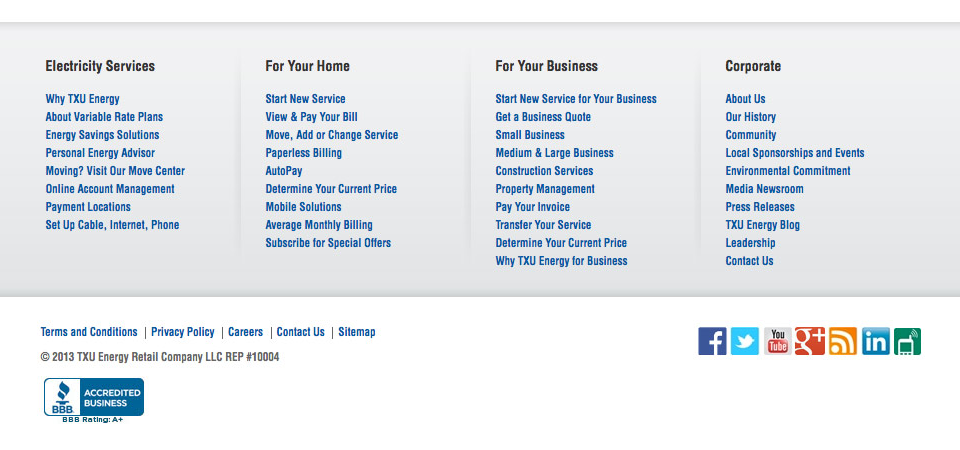 Electricity Services
Why TXU Energy
About Variable Rate Plans
Energy Savings Solutions
Personal Energy Advisor
Moving? Visit Our Move Center
Online Account Management
Payment Locations
Set Up Cable, Internet, Phone
For Your Home
Start New Service
View & Pay Your Bill
Move, Add or Change Service
Paperless Billing
AutoPay
Determine Your Current Price
Mobile Solutions
Average Monthly Billing
Subscribe for Special Offers
For Your Business
Start New Service for Your Business
Get a Business Quote
Small Business
Medium & Large Business
Construction Services
Property Management
Pay Your Invoice
Transfer Your Service
Determine Your Current Price
Why TXU Energy for Business
Corporate
About Us
Our History
Community
Local Sponsorships and Events
Environmental Commitment
Media Newsroom
Press Releases
TXU Energy Blog
Leadership
Contact Us
Terms and Conditions | Privacy Policy | Careers | Contact Us | Sitemap
© 2013 TXU Energy Retail Company LLC REP #10004
f
You
Tube
g+
in
BBB
ACCREDITED
BUSINESS
BBB Rating: A+